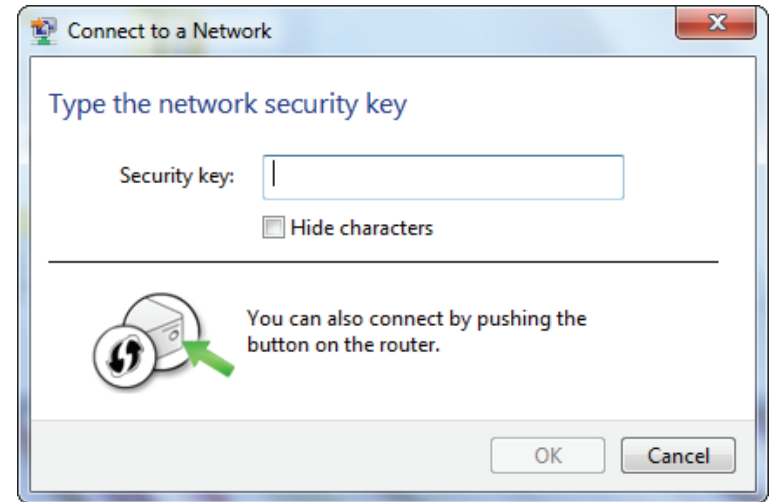 Connect to a Network
Type the network security key
Security key:
Hide characters
You can also connect by pushing the
button on the router.
OK
Cancel